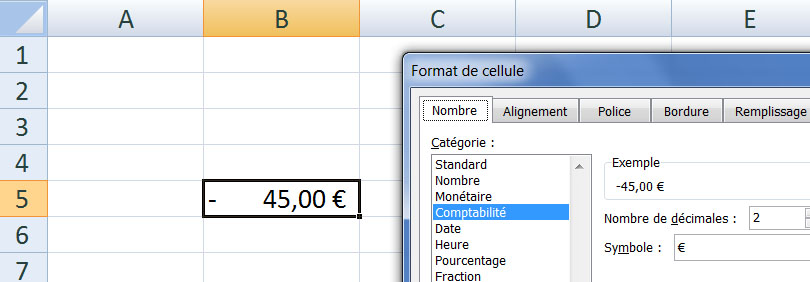 A B C D E
1
2
3
4
5 - 45,00 €
6
7
Format de cellule
Nombre Alignement Police Bordure Remplissage
Catégorie :
Standard
Nombre
Monétaire
Comptabilité
Date
Heure
Pourcentage
Fraction
Exemple
-45,00 €
Nombre de décimales : 2
Symbole : €